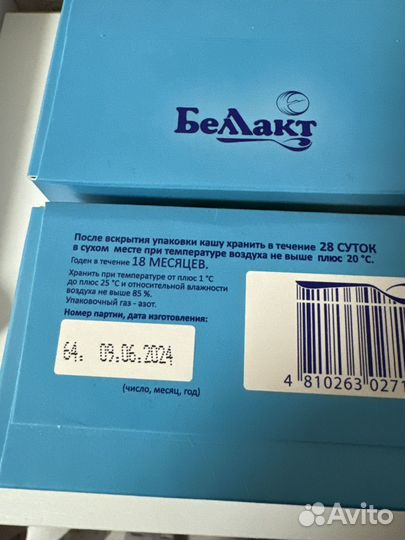 Беллакт
После вскрытия упаковки кашу хранить в течение 28 СУТОК
в сухом месте при температуре воздуха не выше плюс 20 °С.
Годен в течение 18 МЕСЯЦЕВ.
Хранить при температуре от плюс 1 °С
до плюс 25 °С и относительной влажности
воздуха не выше 85 %.
Упаковочный газ - азот.
Номер партии, дата изготовления:
64. 09.06.2024
(число, месяц, год)
4 810263 0271
Avito